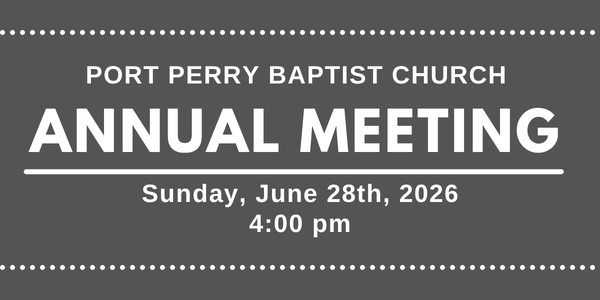 PORT PERRY BAPTIST CHURCH
ANNUAL MEETING
Sunday, June 28th, 2026
4:00 pm